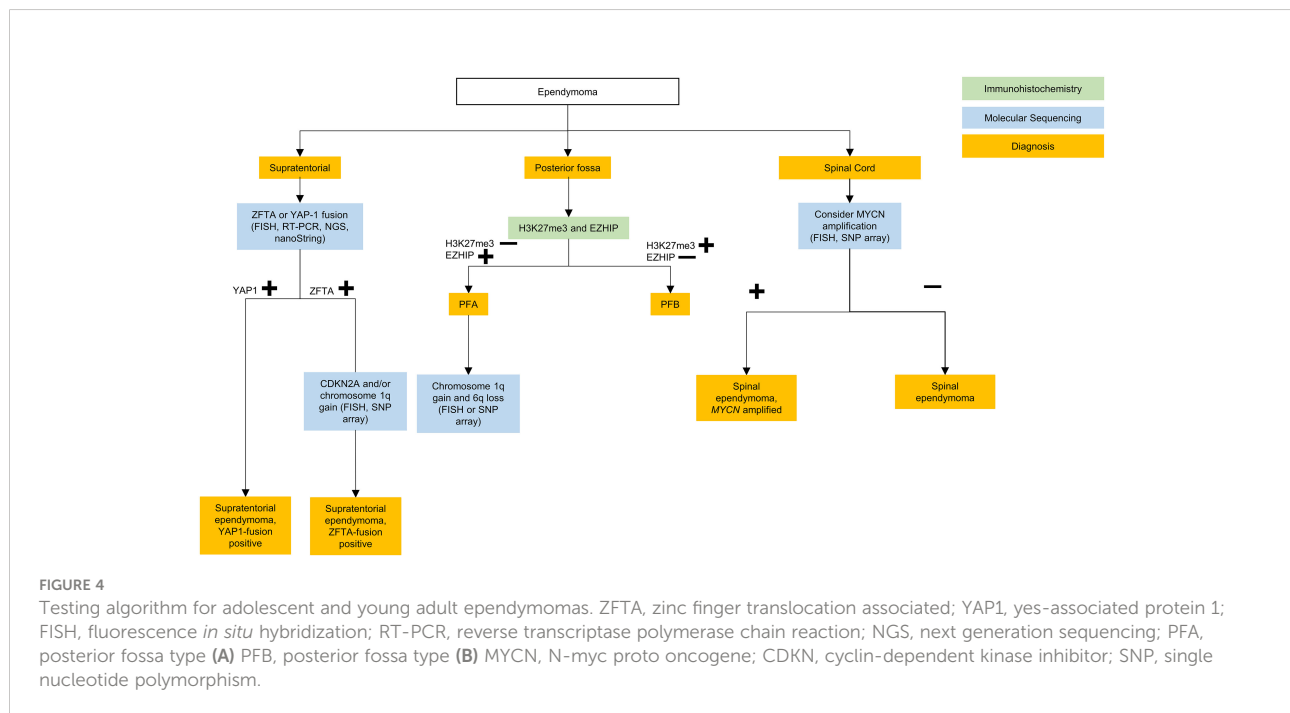 Ependymoma
Immunohistochemistry
Molecular Sequencing
Diagnosis
Supratentorial
Posterior fossa
Spinal Cord
ZFTA or YAP-1 fusion
(FISH, RT-PCR, NGS,
nanoString)
H3K27me3 and EZHIP
Consider MYCN
amplification
(FISH, SNP array)
H3K27me3 −
EZHIP +
H3K27me3 +
EZHIP −
YAP1 +
ZFTA +
PFA
PFB
+
−
CDKN2A and/or
chromosome 1q
gain (FISH, SNP
array)
Chromosome 1q
gain and 6q loss
(FISH or SNP
array)
Spinal
ependymoma,
MYCN amplified
Spinal
ependymoma
Supratentorial
ependymoma,
YAP1-fusion
positive
Supratentorial
ependymoma,
ZFTA-fusion
positive
FIGURE 4
Testing algorithm for adolescent and young adult ependymomas. ZFTA, zinc finger translocation associated; YAP1, yes-associated protein 1;
FISH, fluorescence in situ hybridization; RT-PCR, reverse transcriptase polymerase chain reaction; NGS, next generation sequencing; PFA,
posterior fossa type (A) PFB, posterior fossa type (B) MYCN, N-myc proto oncogene; CDKN, cyclin-dependent kinase inhibitor; SNP, single
nucleotide polymorphism.